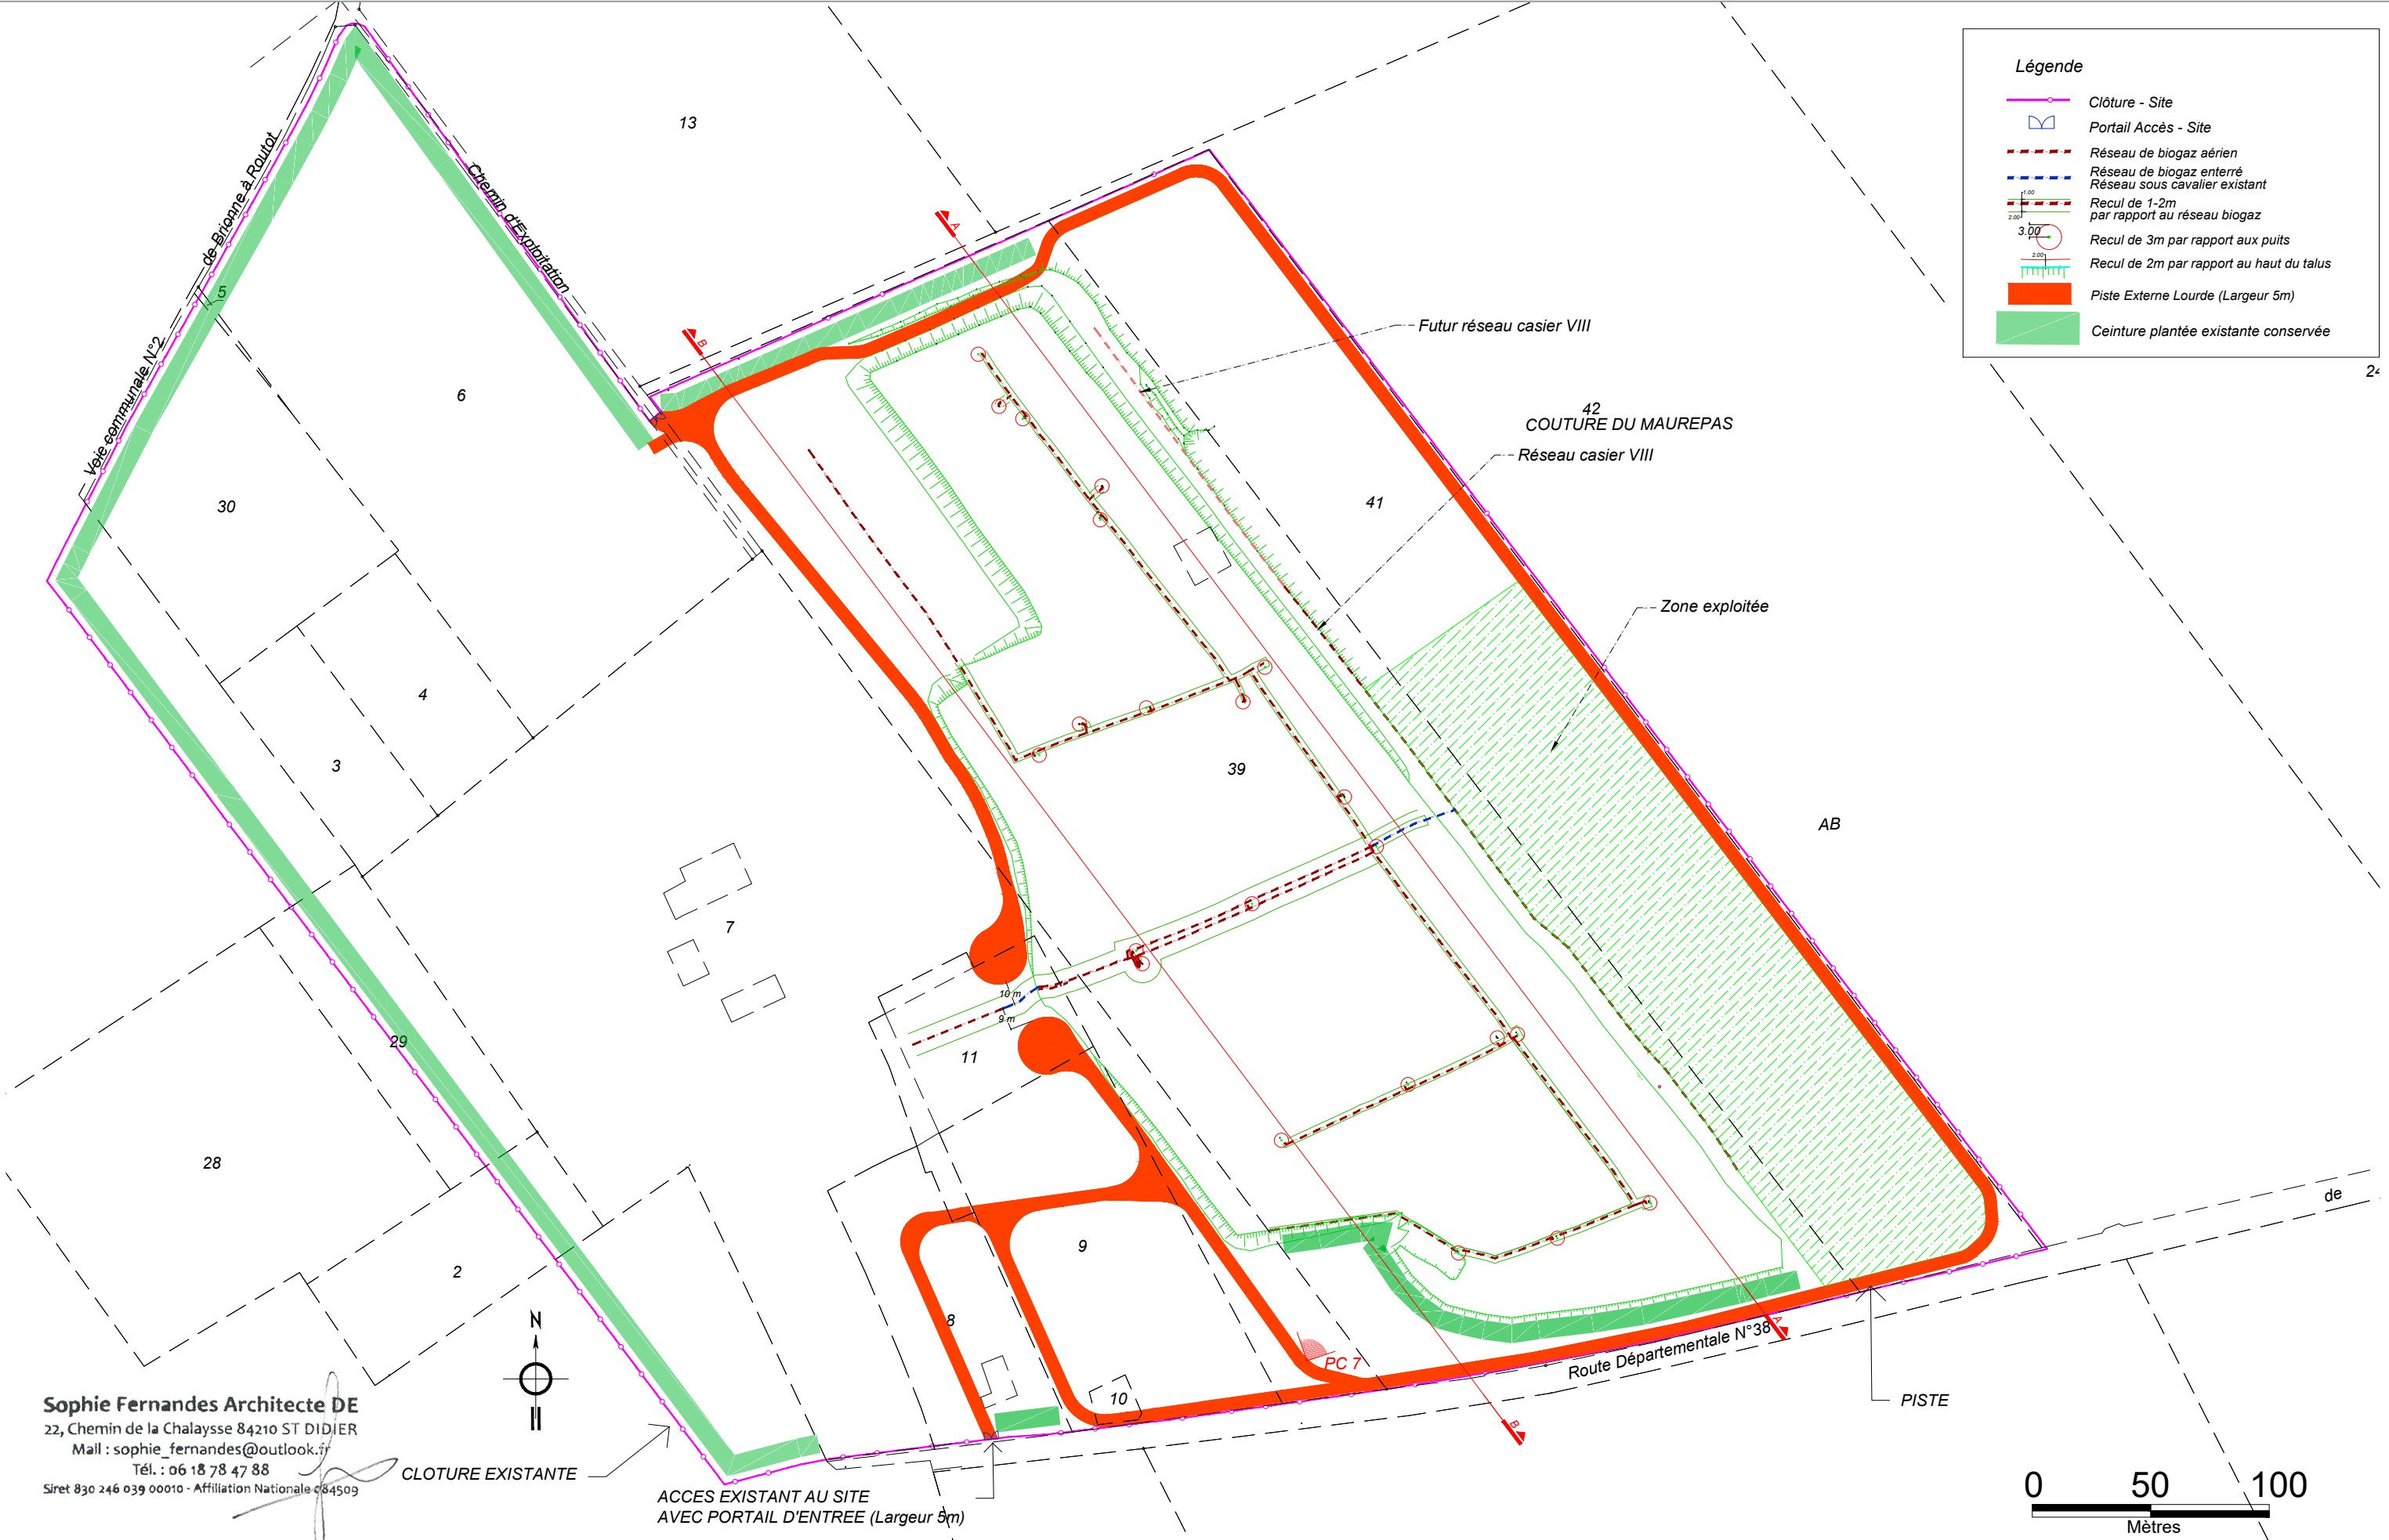 Légende
Clôture - Site
Portail Accès - Site
Réseau de biogaz aérien
Réseau de biogaz enterré
Réseau sous cavalier existant
1.00
2.00
Recul de 1-2m
par rapport au réseau biogaz
3.00
Recul de 3m par rapport aux puits
2.00
Recul de 2m par rapport au haut du talus
Piste Externe Lourde (Largeur 5m)
Ceinture plantée existante conservée
13
Chemin d'Exploitation
Voie communale N°2
de Brionne à Routot
5
6
A
B
Futur réseau casier VIII
42
COUTURE DU MAUREPAS
Réseau casier VIII
41
30
Zone exploitée
4
3
39
AB
7
10 m
9 m
11
29
28
2
9
8
10
de
N
PC 7
Route Départementale N°38
A
B
PISTE
CLOTURE EXISTANTE
ACCES EXISTANT AU SITE
AVEC PORTAIL D'ENTREE (Largeur 5m)
Sophie Fernandes Architecte DE
22, Chemin de la Chalaysse 84210 ST DIDIER
Mail : sophie_fernandes@outlook.fr
Tél. : 06 18 78 47 88
Siret 830 246 039 00010 - Affiliation Nationale 084509
0 50 100
Mètres